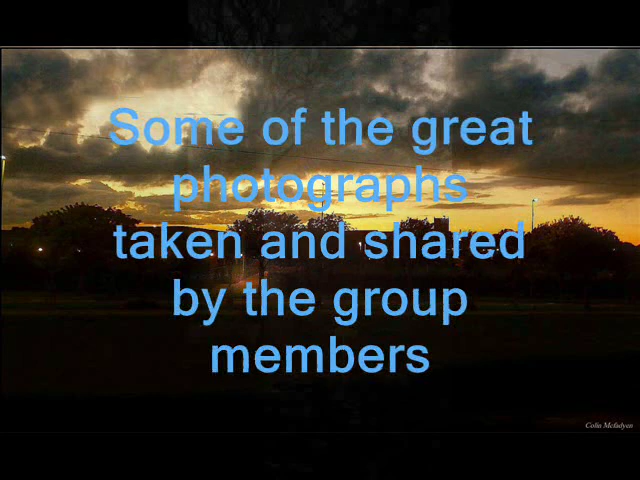 Some of the great
photographs
taken and shared
by the group
members
Colin Mcfadyen